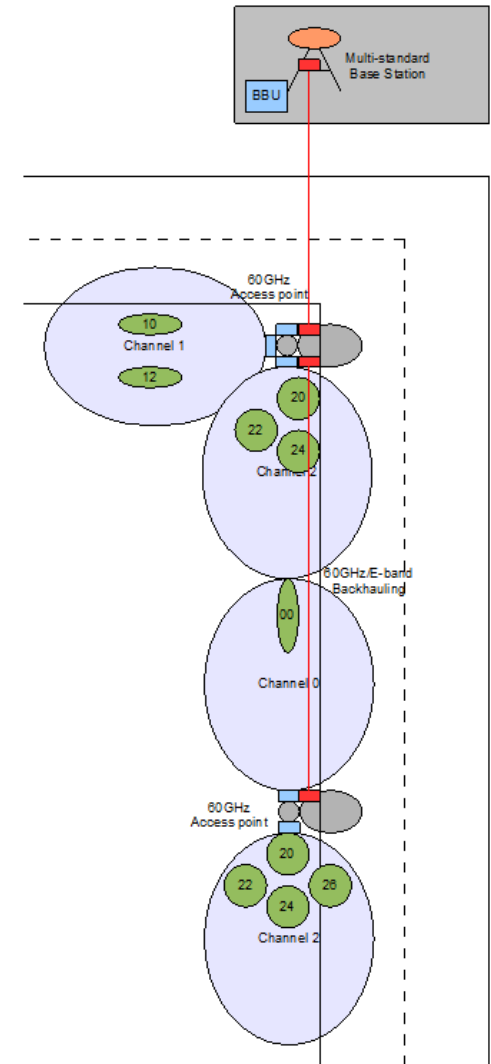 Multi-standard
Base Station
BBU
60GHz
Access point
10
Channel 1
12
20
22
24
Channel 2
60GHz/E-band
Backhauling
00
Channel 0
60GHz
Access point
20
22
26
24
Channel 2